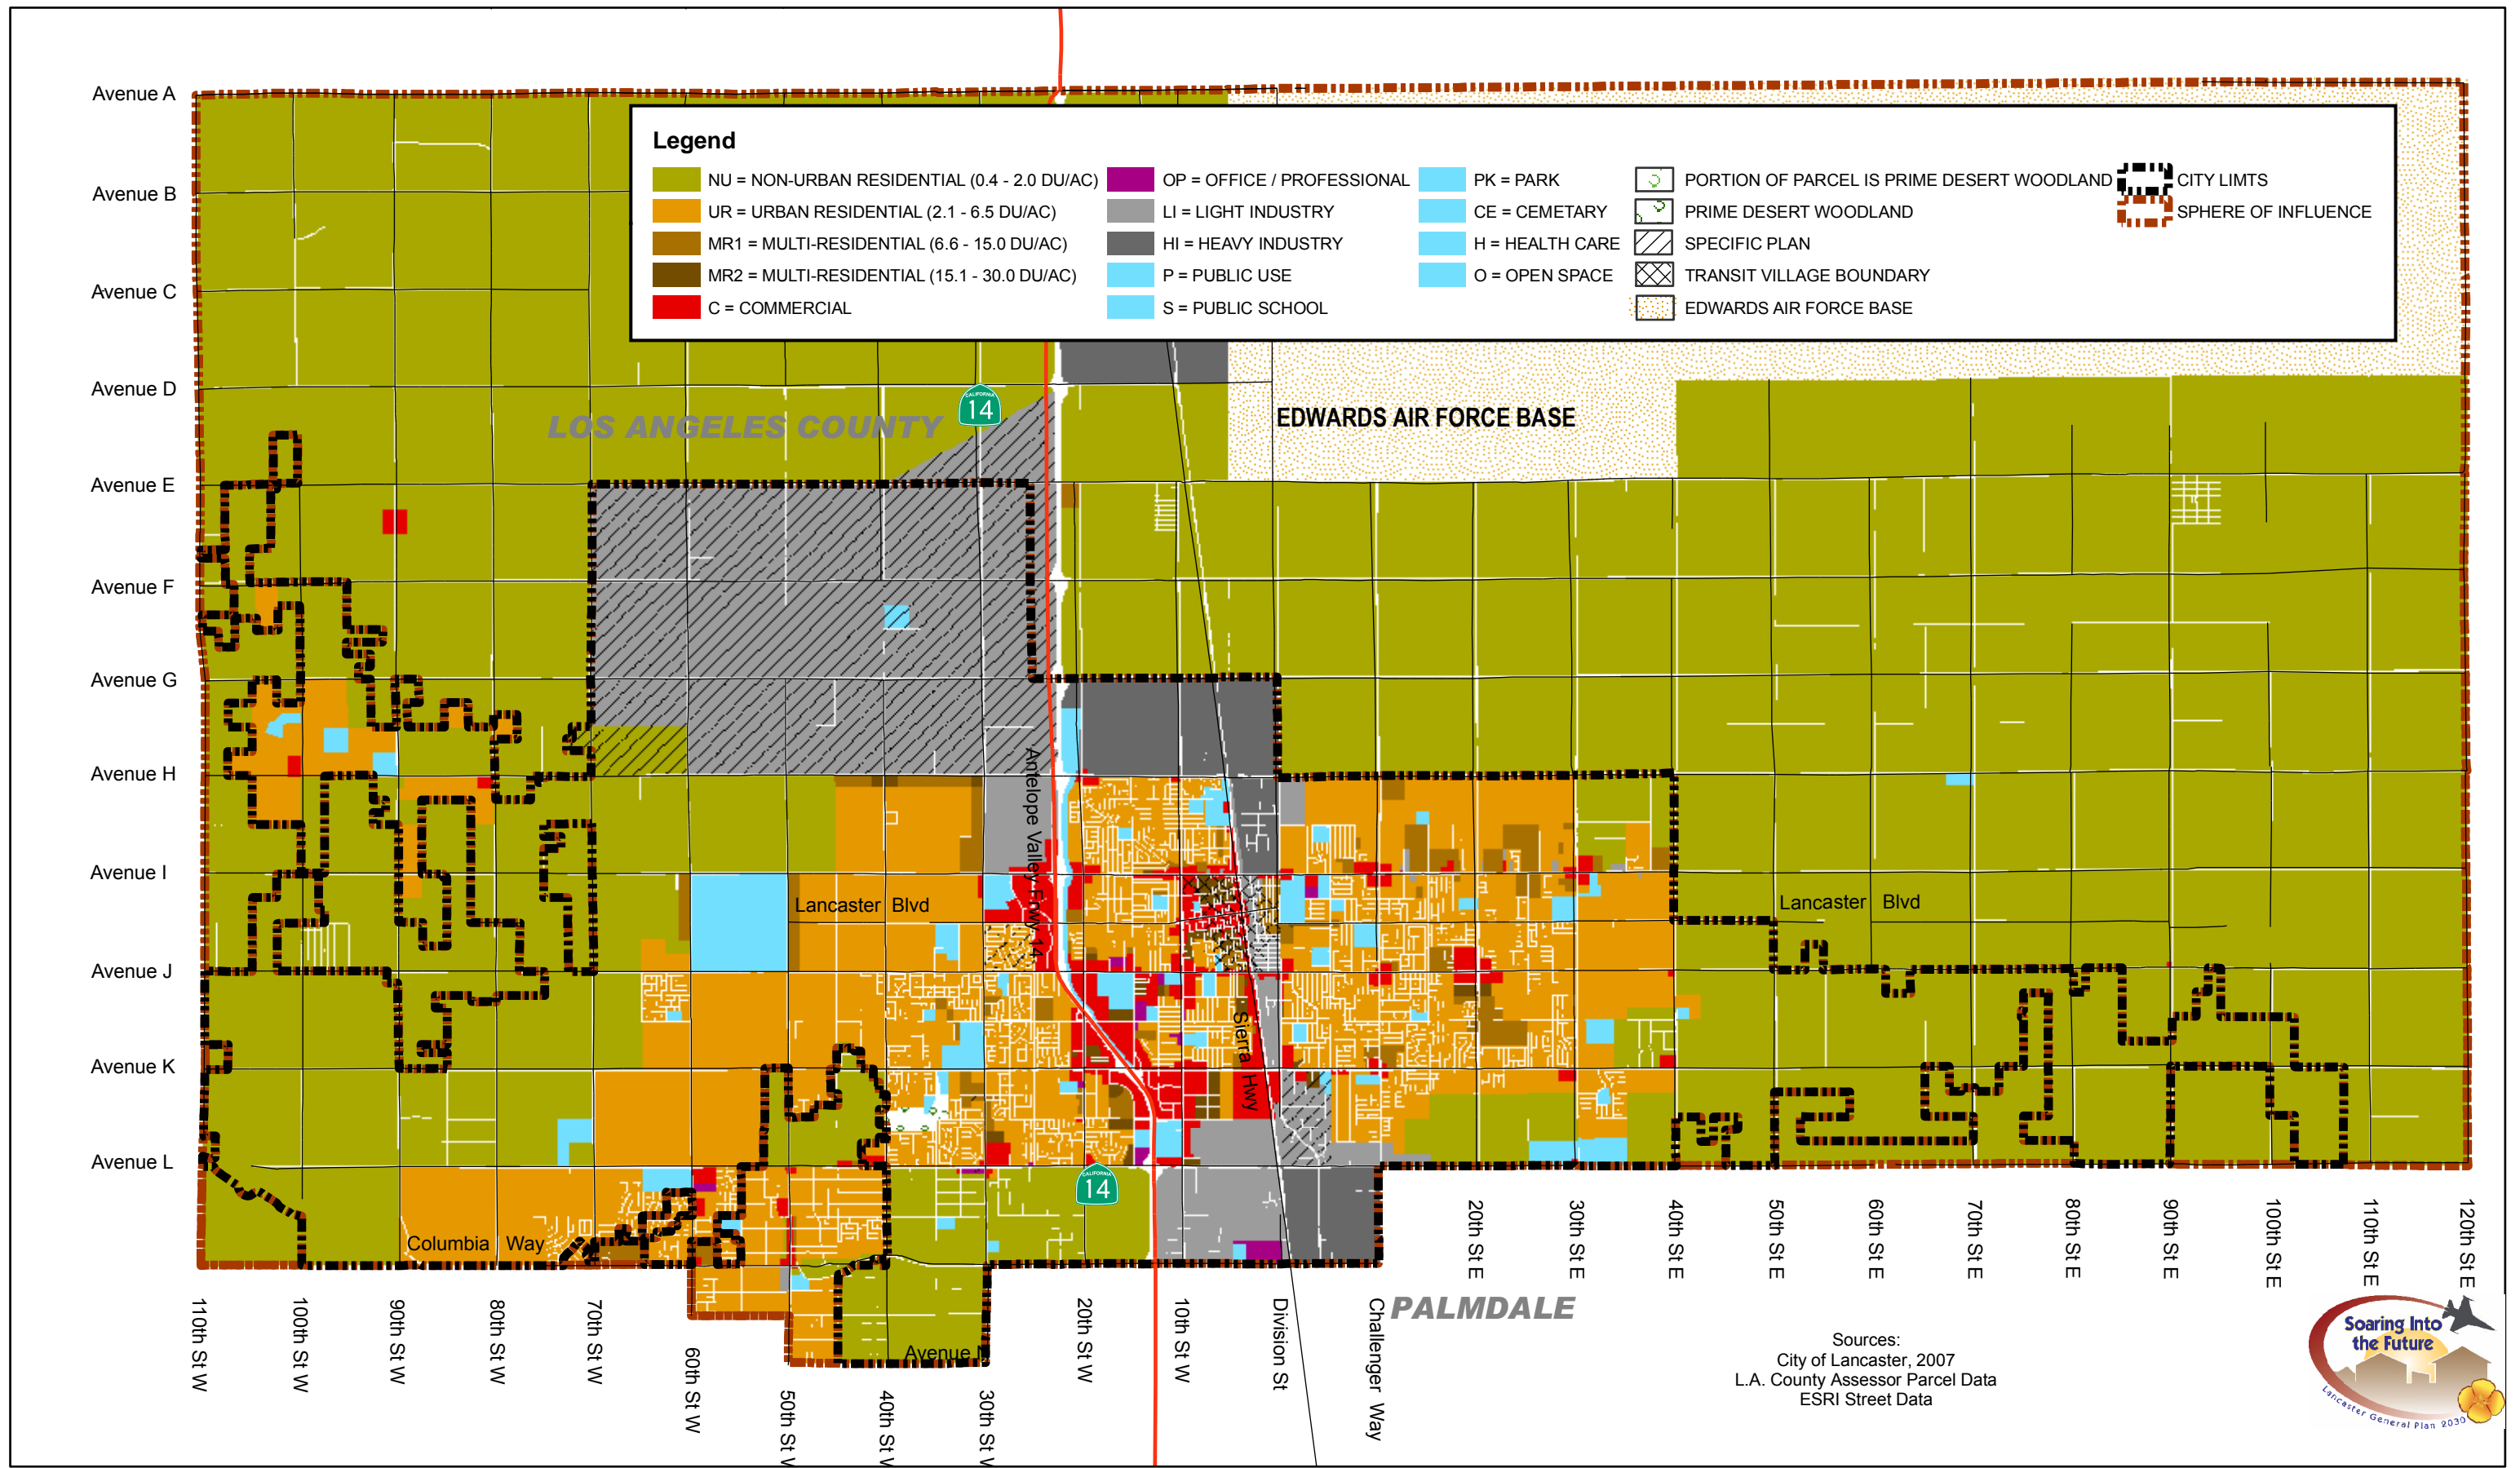 Avenue A
Avenue B
Avenue C
Avenue D
Avenue E
Avenue F
Avenue G
Avenue H
Avenue I
Avenue J
Avenue K
Avenue L
Legend
NU = NON-URBAN RESIDENTIAL (0.4 - 2.0 DU/AC)
UR = URBAN RESIDENTIAL (2.1 - 6.5 DU/AC)
MR1 = MULTI-RESIDENTIAL (6.6 - 15.0 DU/AC)
MR2 = MULTI-RESIDENTIAL (15.1 - 30.0 DU/AC)
C = COMMERCIAL
OP = OFFICE / PROFESSIONAL
LI = LIGHT INDUSTRY
HI = HEAVY INDUSTRY
P = PUBLIC USE
S = PUBLIC SCHOOL
PK = PARK
CE = CEMETARY
H = HEALTH CARE
O = OPEN SPACE
PORTION OF PARCEL IS PRIME DESERT WOODLAND
PRIME DESERT WOODLAND
SPECIFIC PLAN
TRANSIT VILLAGE BOUNDARY
EDWARDS AIR FORCE BASE
CITY LIMTS
SPHERE OF INFLUENCE
LOS ANGELES COUNTY
CALIFORNIA
14
EDWARDS AIR FORCE BASE
Antelope Valley Frwy 14
Lancaster Blvd
Lancaster Blvd
Sierra Hwy
CALIFORNIA
14
Columbia Way
Avenue N
PALMDALE
110th St W
100th St W
90th St W
80th St W
70th St W
60th St W
50th St W
40th St W
30th St W
20th St W
10th St W
Division St
Challenger Way
20th St E
30th St E
40th St E
50th St E
60th St E
70th St E
80th St E
90th St E
100th St E
110th St E
120th St E
Sources:
City of Lancaster, 2007
L.A. County Assessor Parcel Data
ESRI Street Data
Soaring Into
the Future
Lancaster General Plan 2030